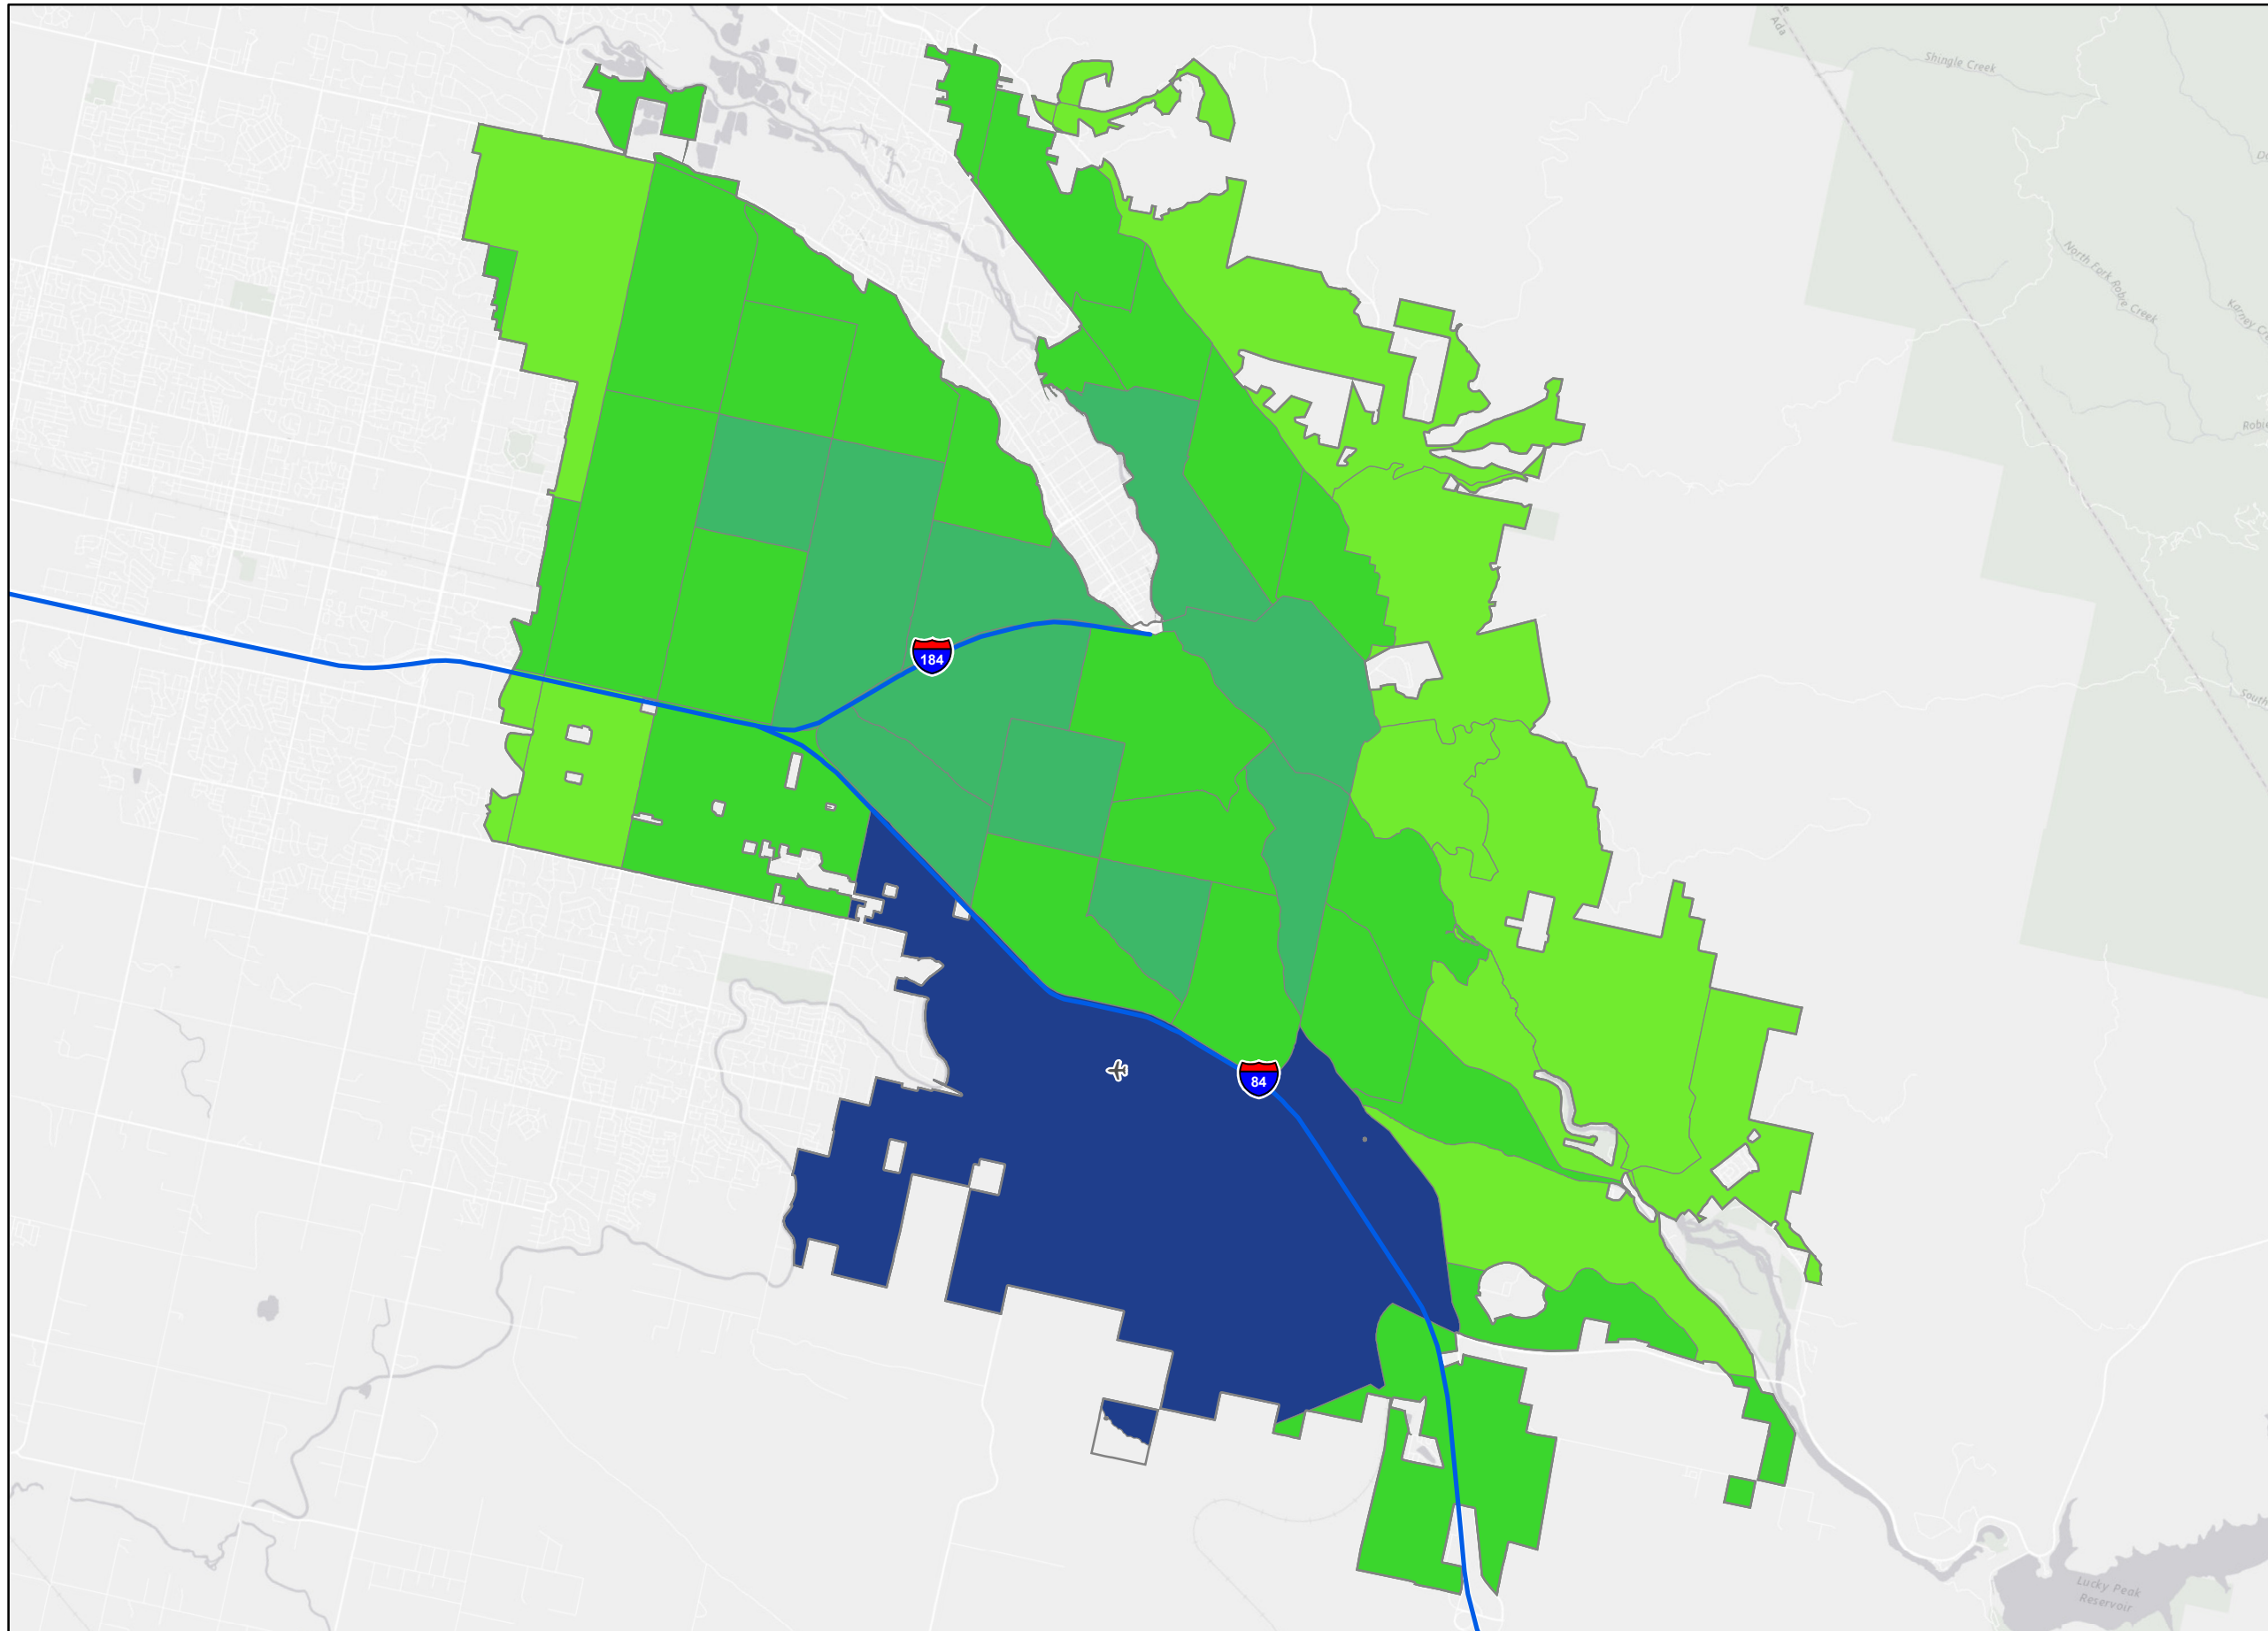 Ada
Shingle Creek
North Fork Robie Creek
184
84
Lucky Peak
Reservoir